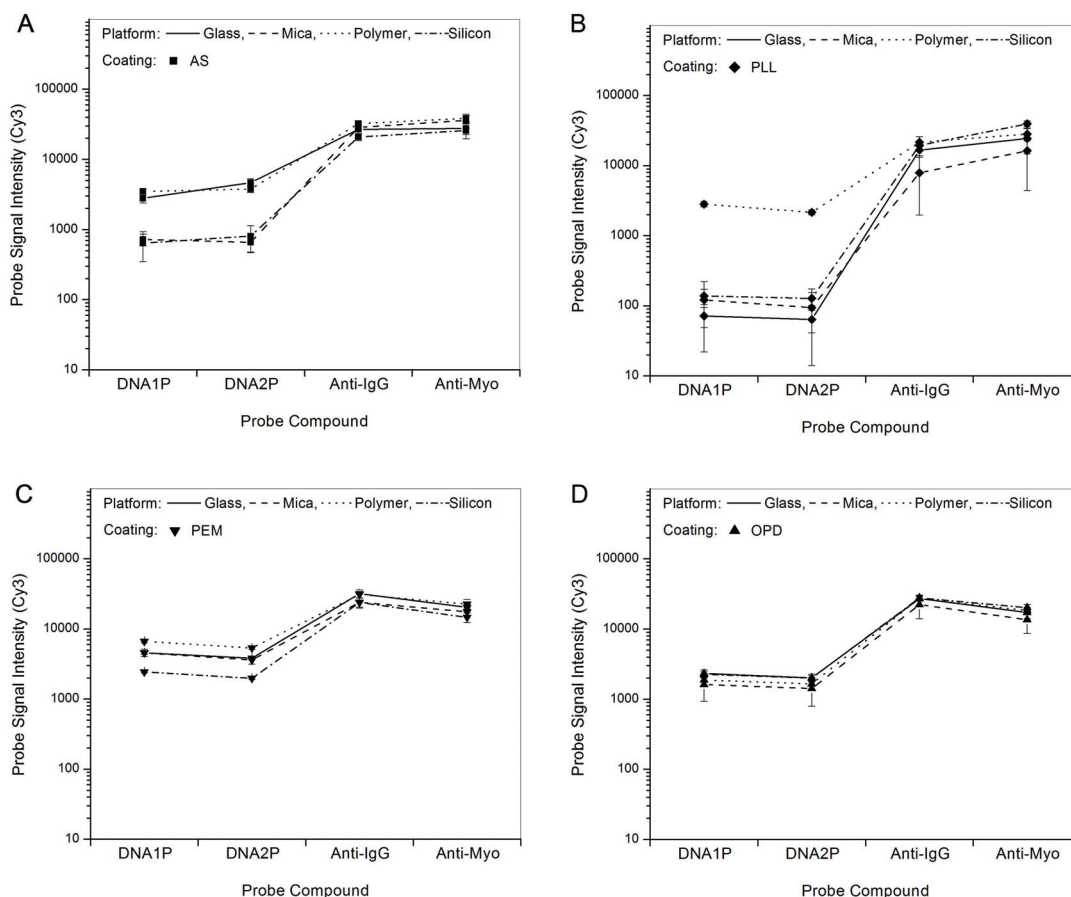 A
Platform: Glass, Mica, Polymer, Silicon
Coating: AS
Probe Signal Intensity (Cy3)
100000
10000
1000
100
10
DNA1P DNA2P Anti-IgG Anti-Myo
Probe Compound
B
Platform: Glass, Mica, Polymer, Silicon
Coating: PLL
Probe Signal Intensity (Cy3)
100000
10000
1000
100
10
DNA1P DNA2P Anti-IgG Anti-Myo
Probe Compound
C
Platform: Glass, Mica, Polymer, Silicon
Coating: PEM
Probe Signal Intensity (Cy3)
100000
10000
1000
100
10
DNA1P DNA2P Anti-IgG Anti-Myo
Probe Compound
D
Platform: Glass, Mica, Polymer, Silicon
Coating: OPD
Probe Signal Intensity (Cy3)
100000
10000
1000
100
10
DNA1P DNA2P Anti-IgG Anti-Myo
Probe Compound